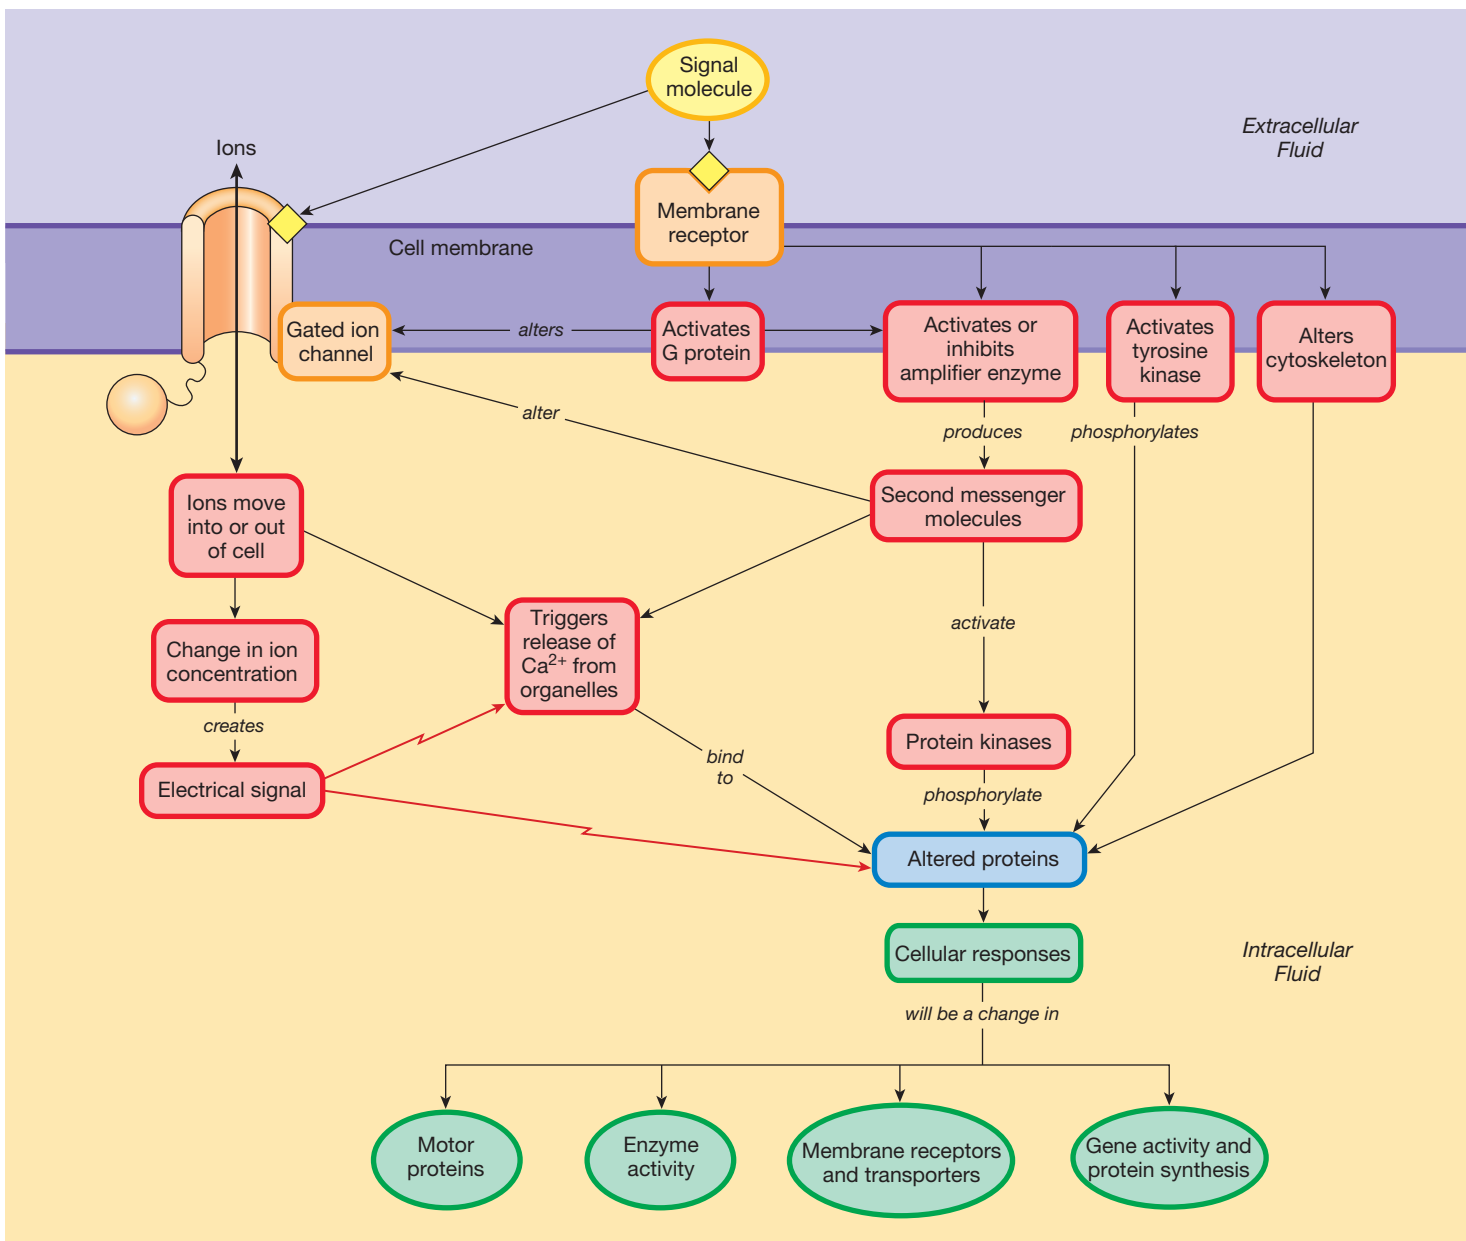 Signal
molecule
Extracellular
Fluid
Ions
Membrane
receptor
Cell membrane
Gated ion
channel
alters
Activates
G protein
Activates or
inhibits
amplifier enzyme
Activates
tyrosine
kinase
Alters
cytoskeleton
alter
produces
phosphorylates
Ions move
into or out
of cell
Second messenger
molecules
Triggers
release of
Ca2+ from
organelles
activate
Change in ion
concentration
creates
Protein kinases
bind
to
Electrical signal
phosphorylate
Altered proteins
Cellular responses
Intracellular
Fluid
will be a change in
Motor
proteins
Enzyme
activity
Membrane receptors
and transporters
Gene activity and
protein synthesis